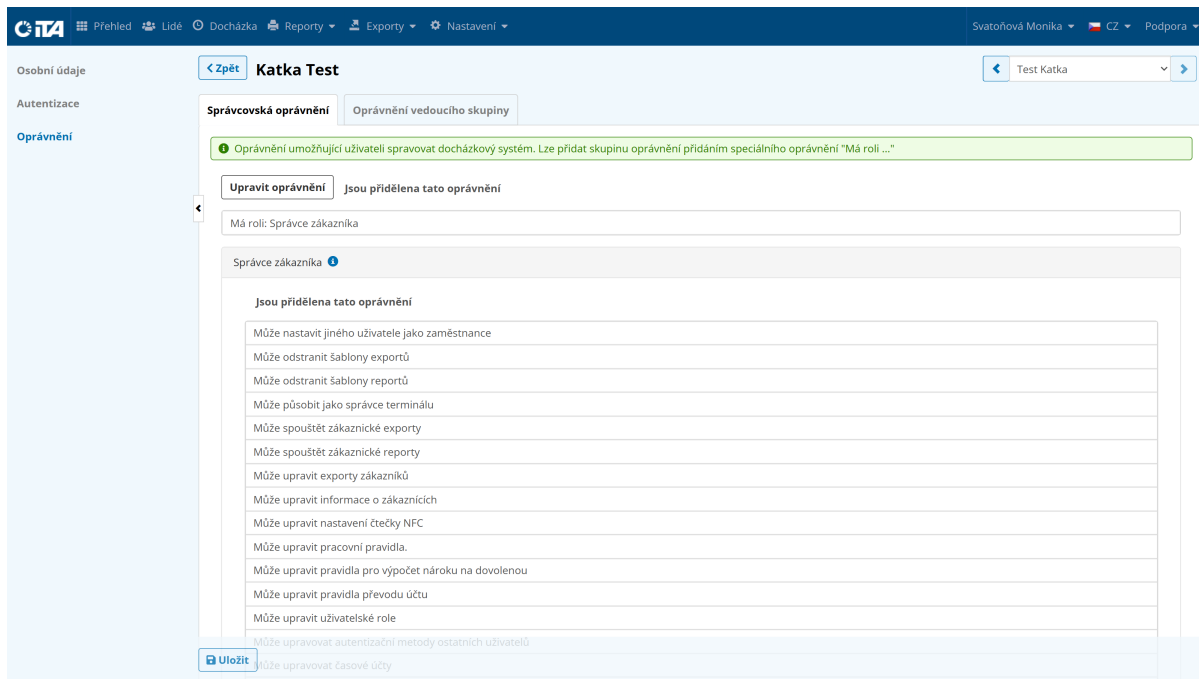 iTA Přehled Lidé Docházka Reporty Exporty Nastavení Svatoňová Monika CZ Podpora
Osobní údaje
Autentizace
Oprávnění
Zpět Katka Test
Test Katka
Správcovská oprávnění Oprávnění vedoucího skupiny
Oprávnění umožňující uživateli spravovat docházkový systém. Lze přidat skupinu oprávnění přidáním speciálního oprávnění "Má roli ..."
Upravit oprávnění Jsou přidělena tato oprávnění
Má roli: Správce zákazníka
Správce zákazníka
Jsou přidělena tato oprávnění
Může nastavit jiného uživatele jako zaměstnance
Může odstranit šablony exportů
Může odstranit šablony reportů
Může působit jako správce terminálu
Může spouštět zákaznické exporty
Může spouštět zákaznické reporty
Může upravit exporty zákazníků
Může upravit informace o zákaznících
Může upravit nastavení čtečky NFC
Může upravit pracovní pravidla.
Může upravit pravidla pro výpočet nároku na dovolenou
Může upravit pravidla převodu účtu
Může upravit uživatelské role
Může upravovat autentizační metody ostatních uživatelů
Uložit
Může upravovat časové účty